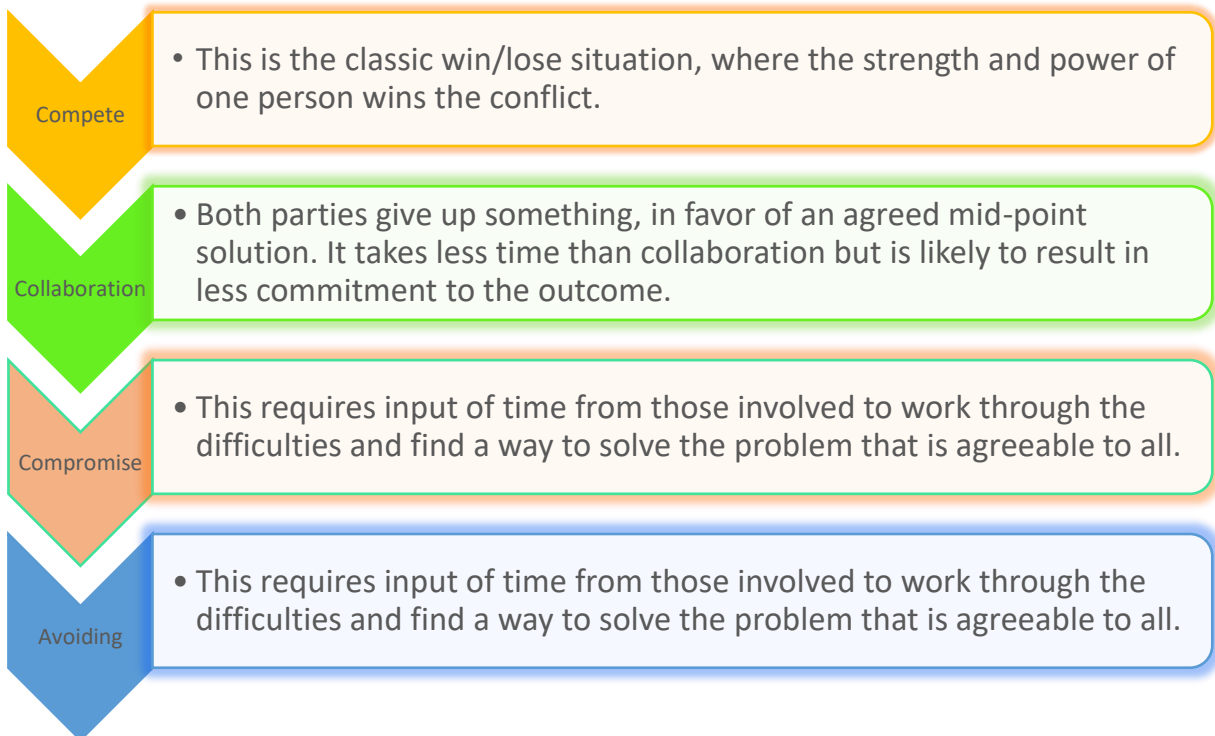 Compete
• This is the classic win/lose situation, where the strength and power of
one person wins the conflict.
Collaboration
• Both parties give up something, in favor of an agreed mid-point
solution. It takes less time than collaboration but is likely to result in
less commitment to the outcome.
Compromise
• This requires input of time from those involved to work through the
difficulties and find a way to solve the problem that is agreeable to all.
Avoiding
• This requires input of time from those involved to work through the
difficulties and find a way to solve the problem that is agreeable to all.